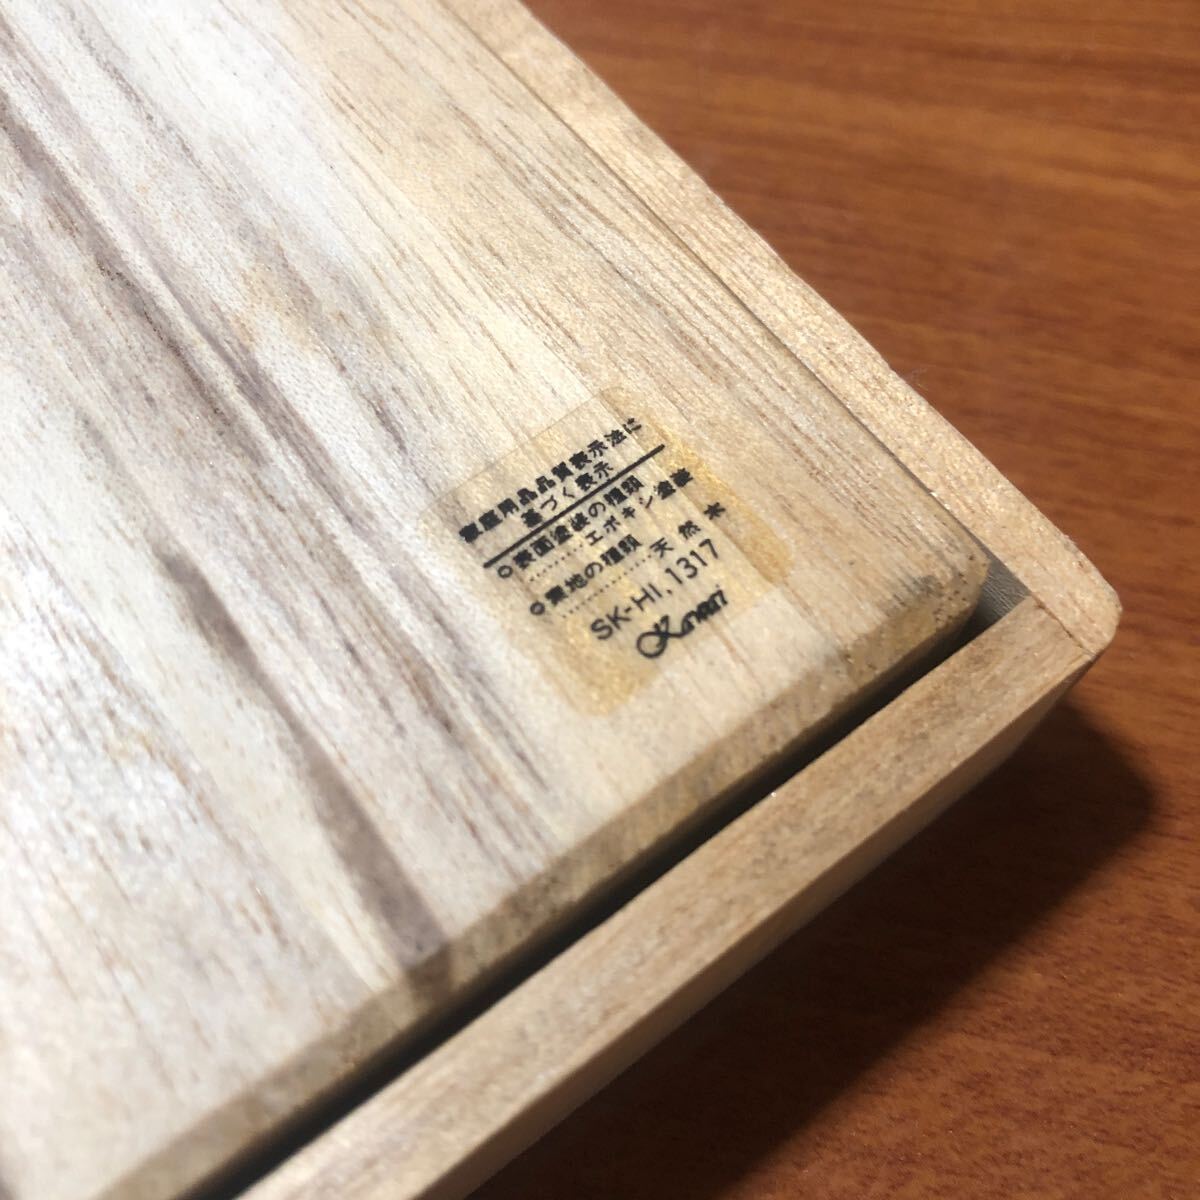 家庭用品品質表示法に
基づく表示
○表面塗装の種類
………エポキシ塗装
○素地の種類
…………天然木
SK-HI, 1317